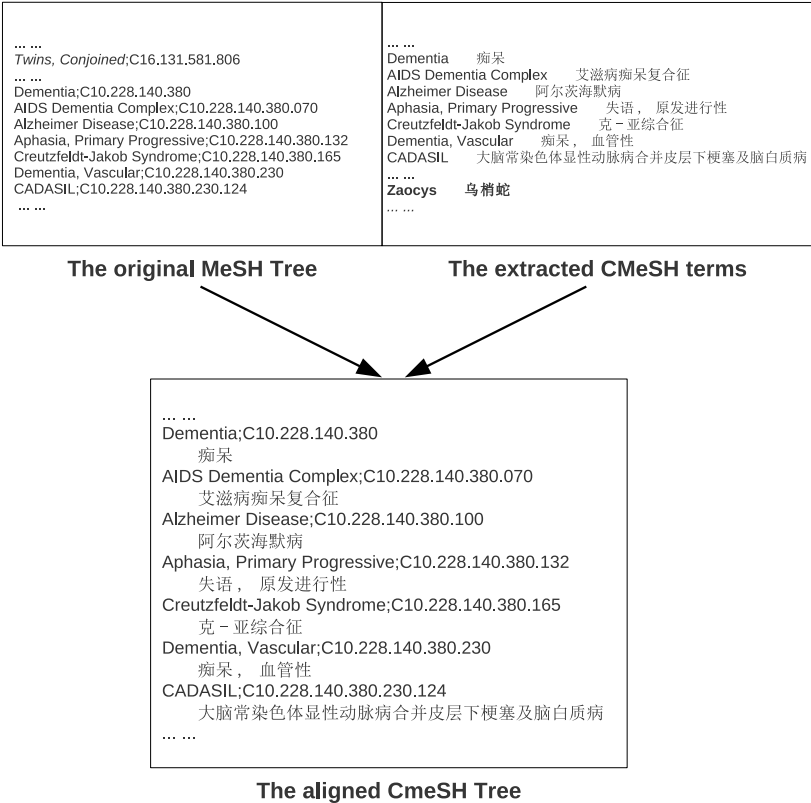 ... ...
Twins, Conjoined;C16.131.581.806
... ...
Dementia;C10.228.140.380
AIDS Dementia Complex;C10.228.140.380.070
Alzheimer Disease;C10.228.140.380.100
Aphasia, Primary Progressive;C10.228.140.380.132
Creutzfeldt-Jakob Syndrome;C10.228.140.380.165
Dementia, Vascular;C10.228.140.380.230
CADASIL;C10.228.140.380.230.124
... ...
The original MeSH Tree
... ...
Dementia 痴呆
AIDS Dementia Complex 艾滋病痴呆复合征
Alzheimer Disease 阿尔茨海默病
Aphasia, Primary Progressive 失语， 原发进行性
Creutzfeldt-Jakob Syndrome 克－亚综合征
Dementia, Vascular 痴呆， 血管性
CADASIL 大脑常染色体显性动脉病合并皮层下梗塞及脑白质病
... ...
Zaocys 乌梢蛇
... ...
The extracted CMeSH terms
... ...
Dementia;C10.228.140.380
痴呆
AIDS Dementia Complex;C10.228.140.380.070
艾滋病痴呆复合征
Alzheimer Disease;C10.228.140.380.100
阿尔茨海默病
Aphasia, Primary Progressive;C10.228.140.380.132
失语， 原发进行性
Creutzfeldt-Jakob Syndrome;C10.228.140.380.165
克－亚综合征
Dementia, Vascular;C10.228.140.380.230
痴呆， 血管性
CADASIL;C10.228.140.380.230.124
大脑常染色体显性动脉病合并皮层下梗塞及脑白质病
... ...
The aligned CmeSH Tree